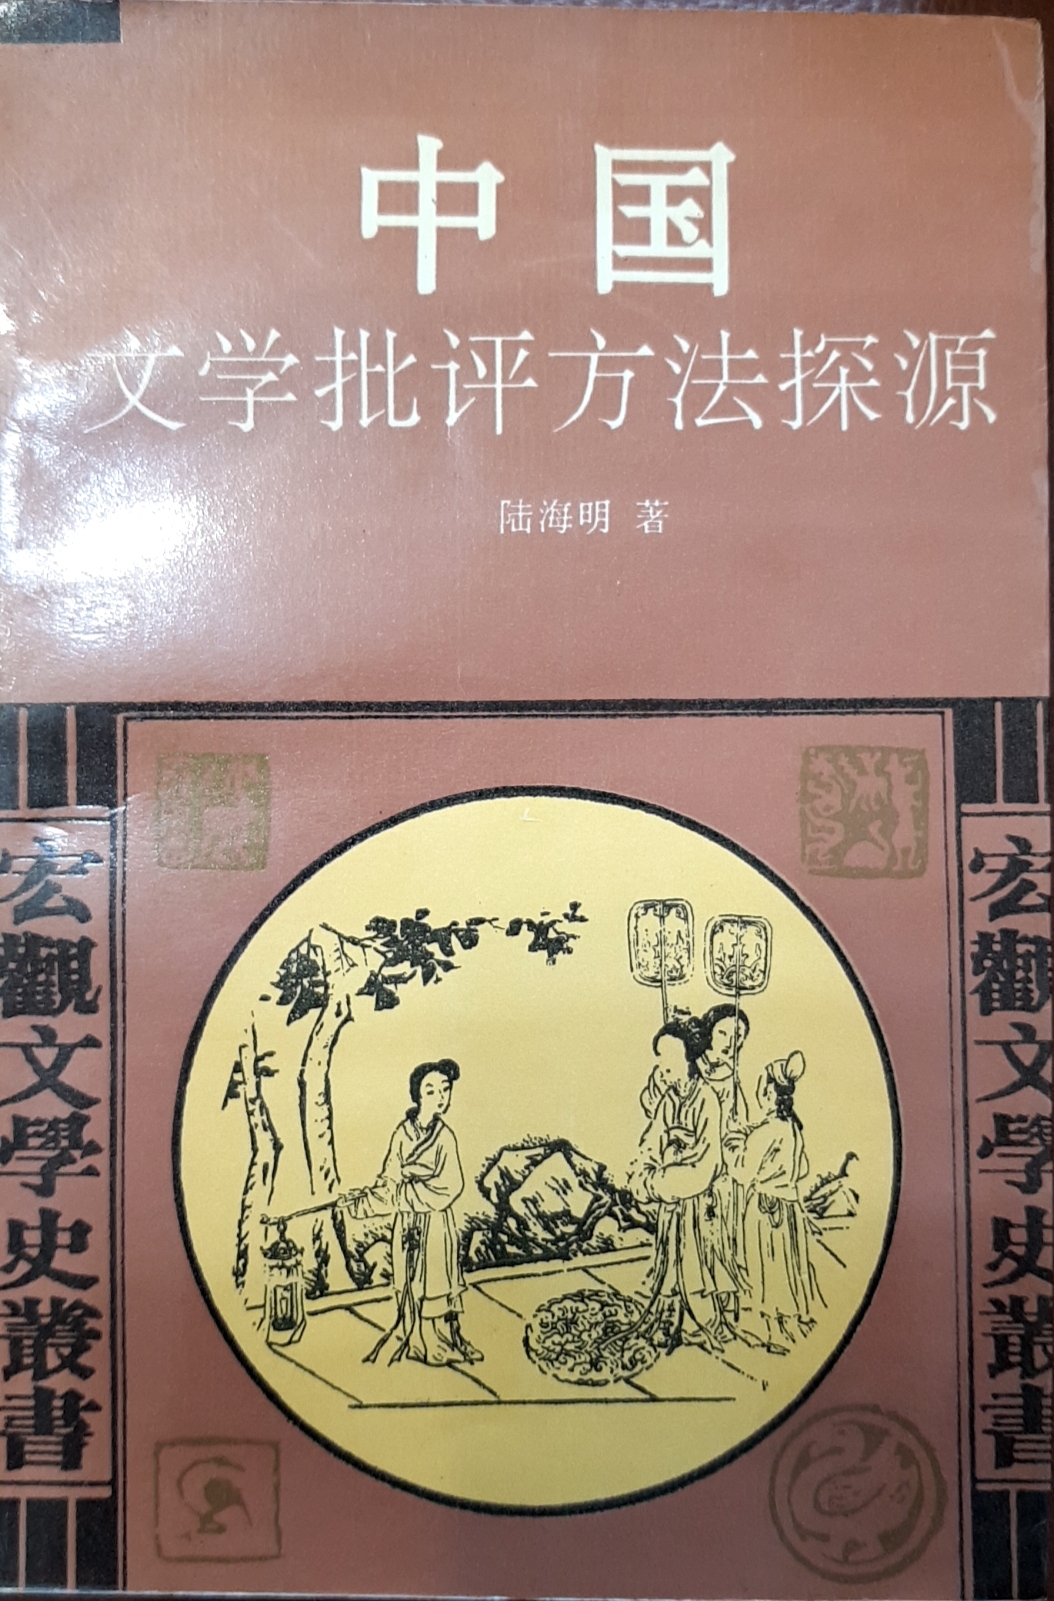 中国
文学批评方法探源
陆海明 著
宏觀文學史叢書
宏觀文學史叢書